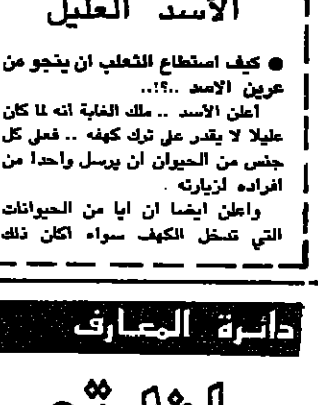 الأسد العليل
● كيف استطاع الثعلب ان ينجو من
عرين الاسد ..؟!..
أعلن الأسد .. ملك الغابة أنه لما كان
عليلا لا يقدر على ترك كهفه .. فعلى كل
جنس من الحيوان ان يرسل واحدا من
افراده لزيارته .
واعلن ايضا ان ايا من الحيوانات
التي تدخل الكهف سواء اكان ذلك
دائرة المعارف